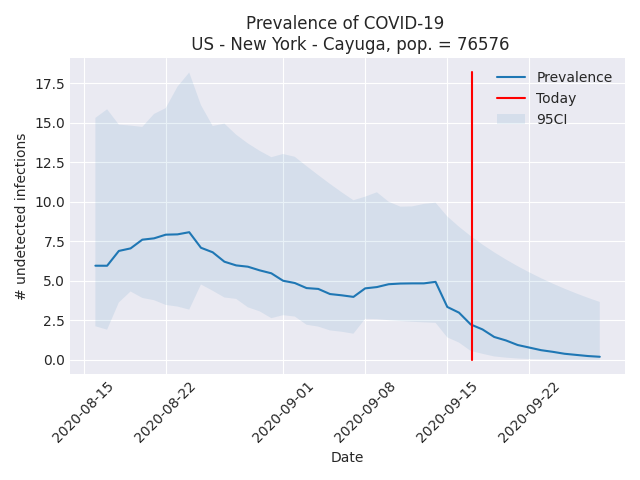 Prevalence of COVID-19
US - New York - Cayuga, pop. = 76576
# undetected infections
17.5
15.0
12.5
10.0
7.5
5.0
2.5
0.0
Prevalence
Today
95CI
2020-08-15
2020-08-22
2020-09-01
2020-09-08
2020-09-15
2020-09-22
Date